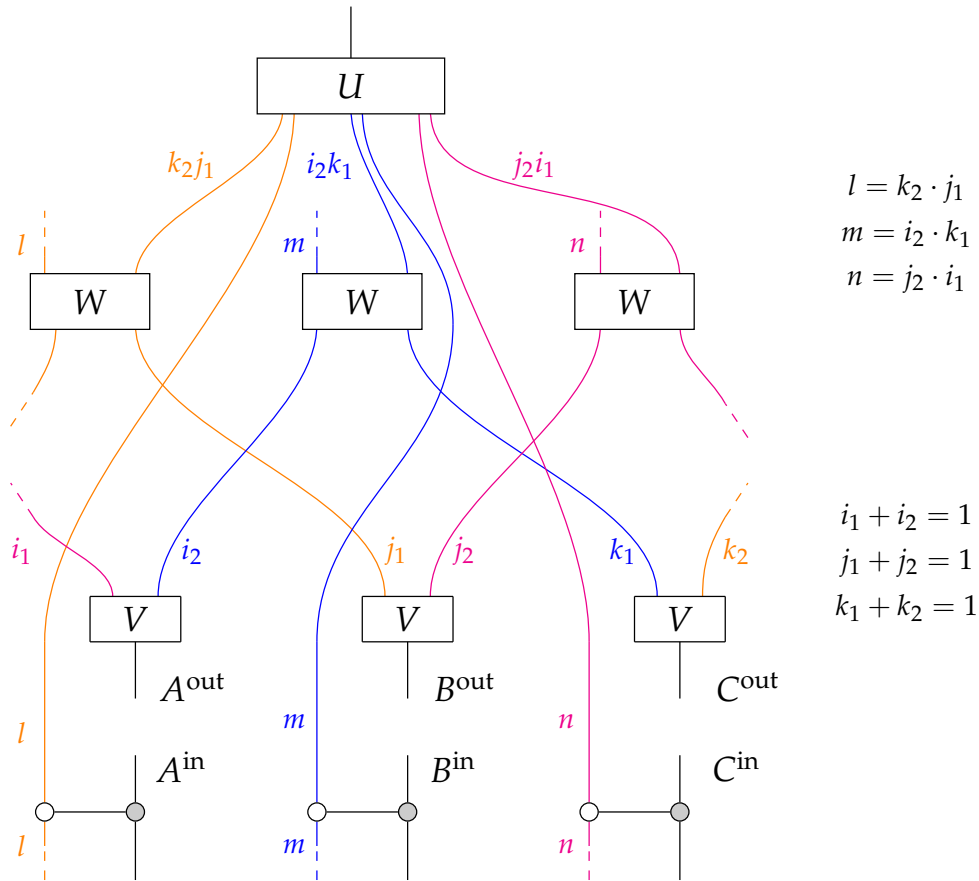 U
k₂j₁ i₂k₁ j₂i₁
l = k₂ · j₁
l m n
m = i₂ · k₁
n = j₂ · i₁
W W W
i₁ i₂ j₁ j₂ k₁ k₂
i₁ + i₂ = 1
j₁ + j₂ = 1
k₁ + k₂ = 1
V V V
Aᵒᵘᵗ Bᵒᵘᵗ Cᵒᵘᵗ
l m n
Aⁱⁿ Bⁱⁿ Cⁱⁿ
l m n